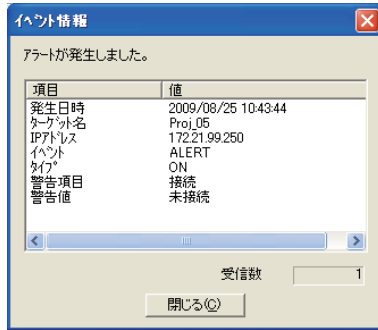 イベント情報
アラートが発生しました。
項目 値
発生日時 2009/08/25 10:43:44
ターゲット名 Proj_05
IPアドレス 172.21.99.250
イベント ALERT
タイプ ON
警告項目 接続
警告値 未接続
受信数 1
閉じる(C)